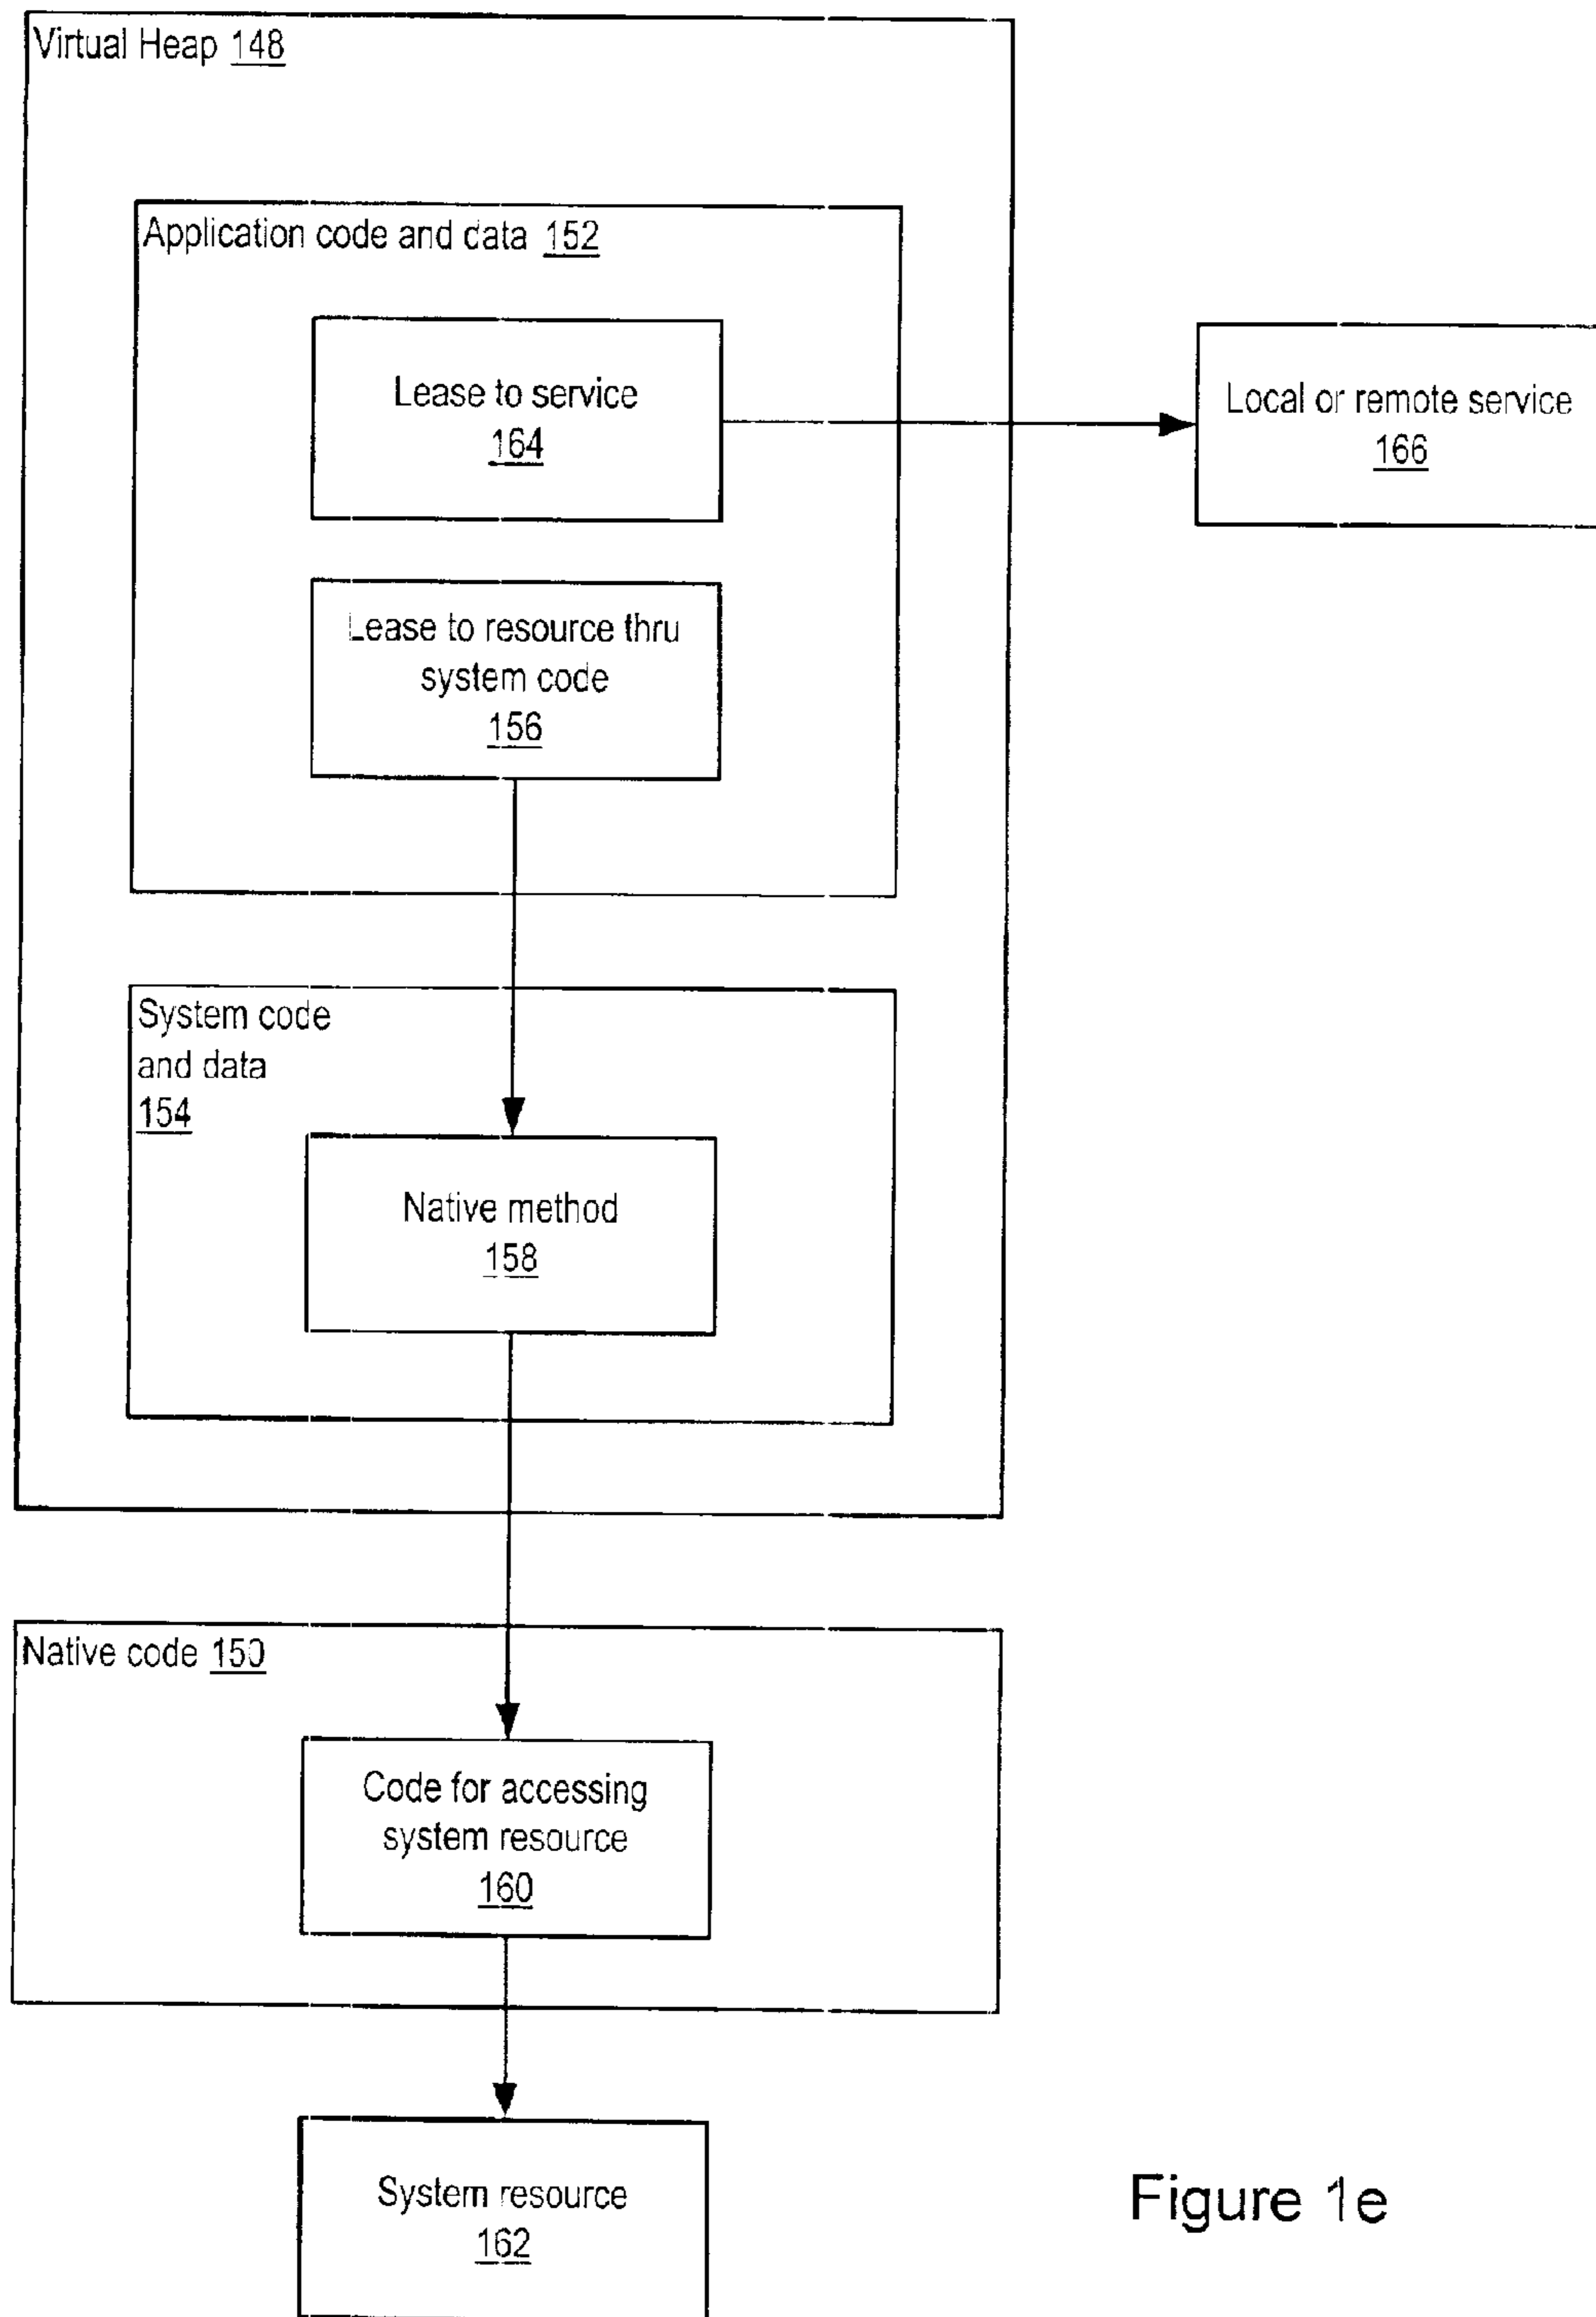 Virtual Heap 148
Application code and data 152
Lease to service
164
Local or remote service
166
Lease to resource thru
system code
156
System code
and data
154
Native method
158
Native code 150
Code for accessing
system resource
160
System resource
162
Figure 1e